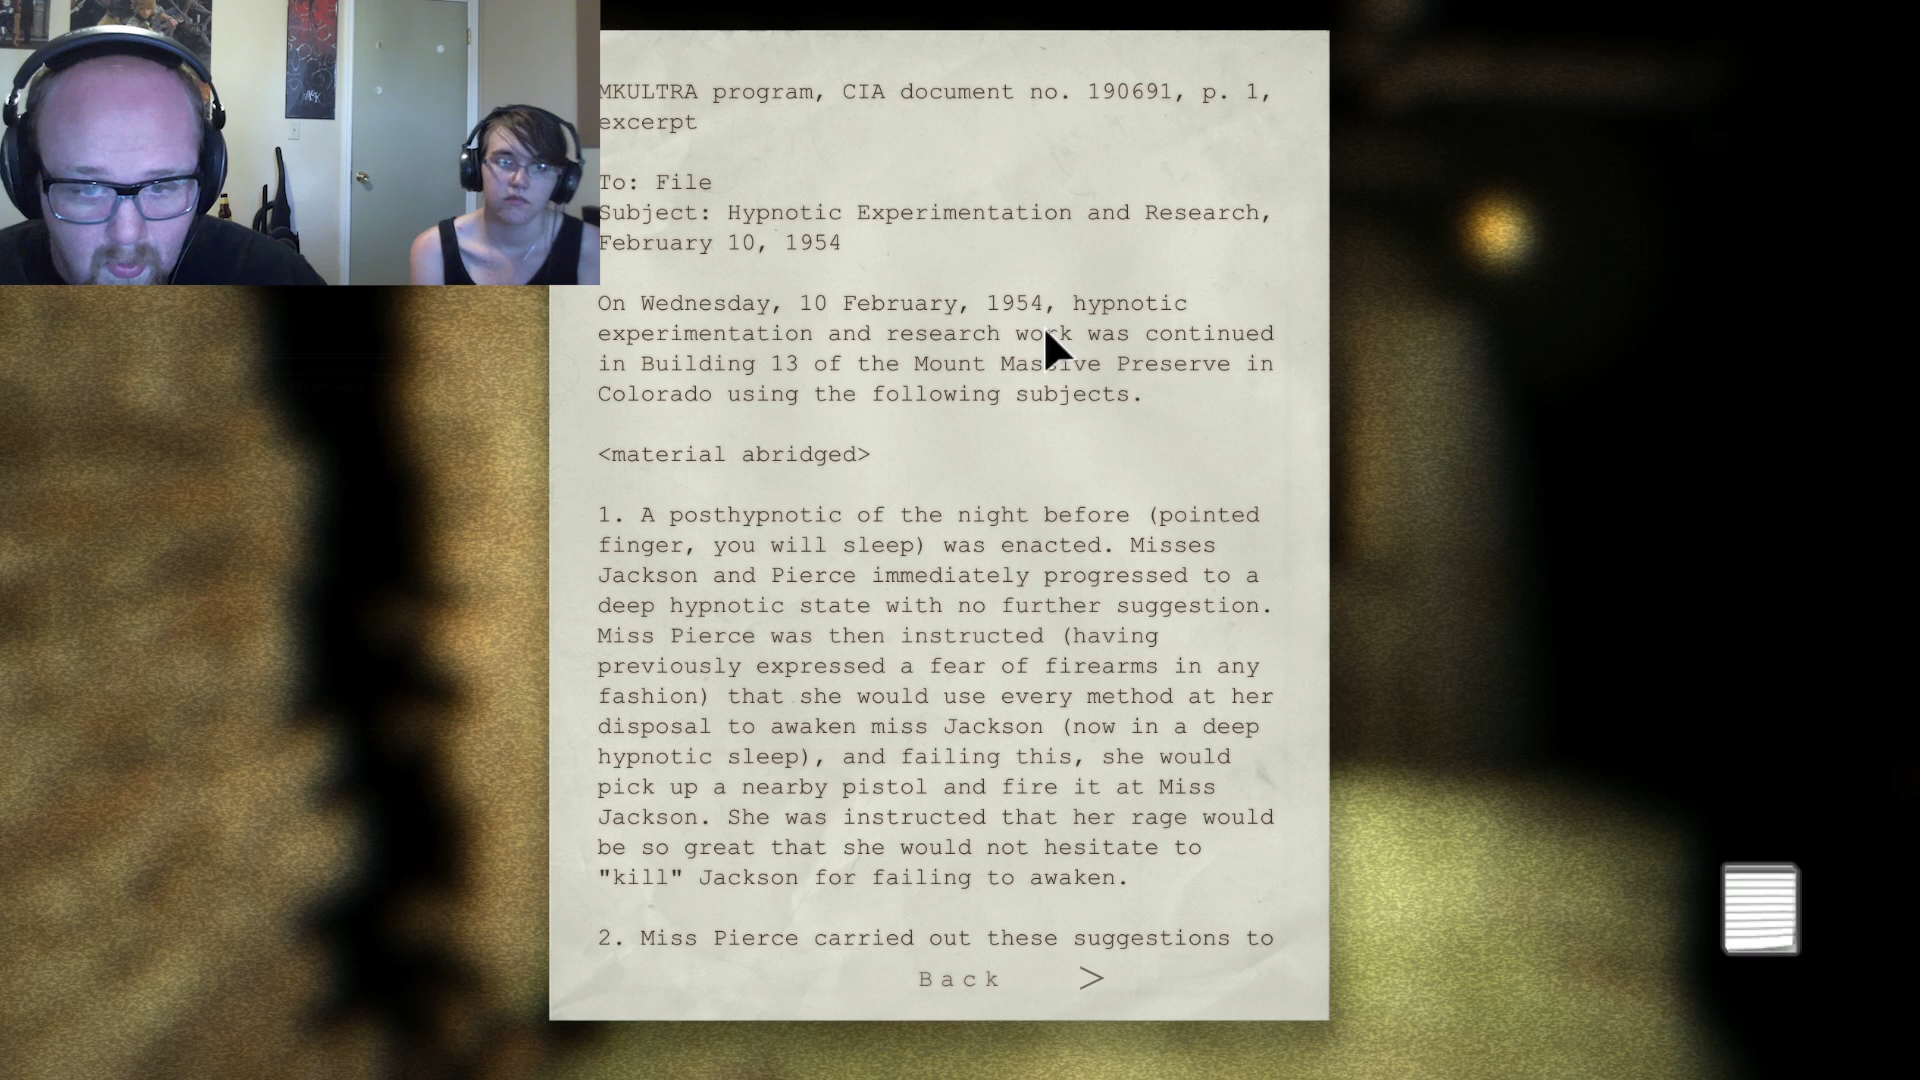 MKULTRA program, CIA document no. 190691, p. 1,
excerpt
To: File
Subject: Hypnotic Experimentation and Research,
February 10, 1954
On Wednesday, 10 February, 1954, hypnotic
experimentation and research work was continued
in Building 13 of the Mount Massive Preserve in
Colorado using the following subjects.
<material abridged>
1. A posthypnotic of the night before (pointed
finger, you will sleep) was enacted. Misses
Jackson and Pierce immediately progressed to a
deep hypnotic state with no further suggestion.
Miss Pierce was then instructed (having
previously expressed a fear of firearms in any
fashion) that she would use every method at her
disposal to awaken miss Jackson (now in a deep
hypnotic sleep), and failing this, she would
pick up a nearby pistol and fire it at Miss
Jackson. She was instructed that her rage would
be so great that she would not hesitate to
"kill" Jackson for failing to awaken.
2. Miss Pierce carried out these suggestions to
Back >